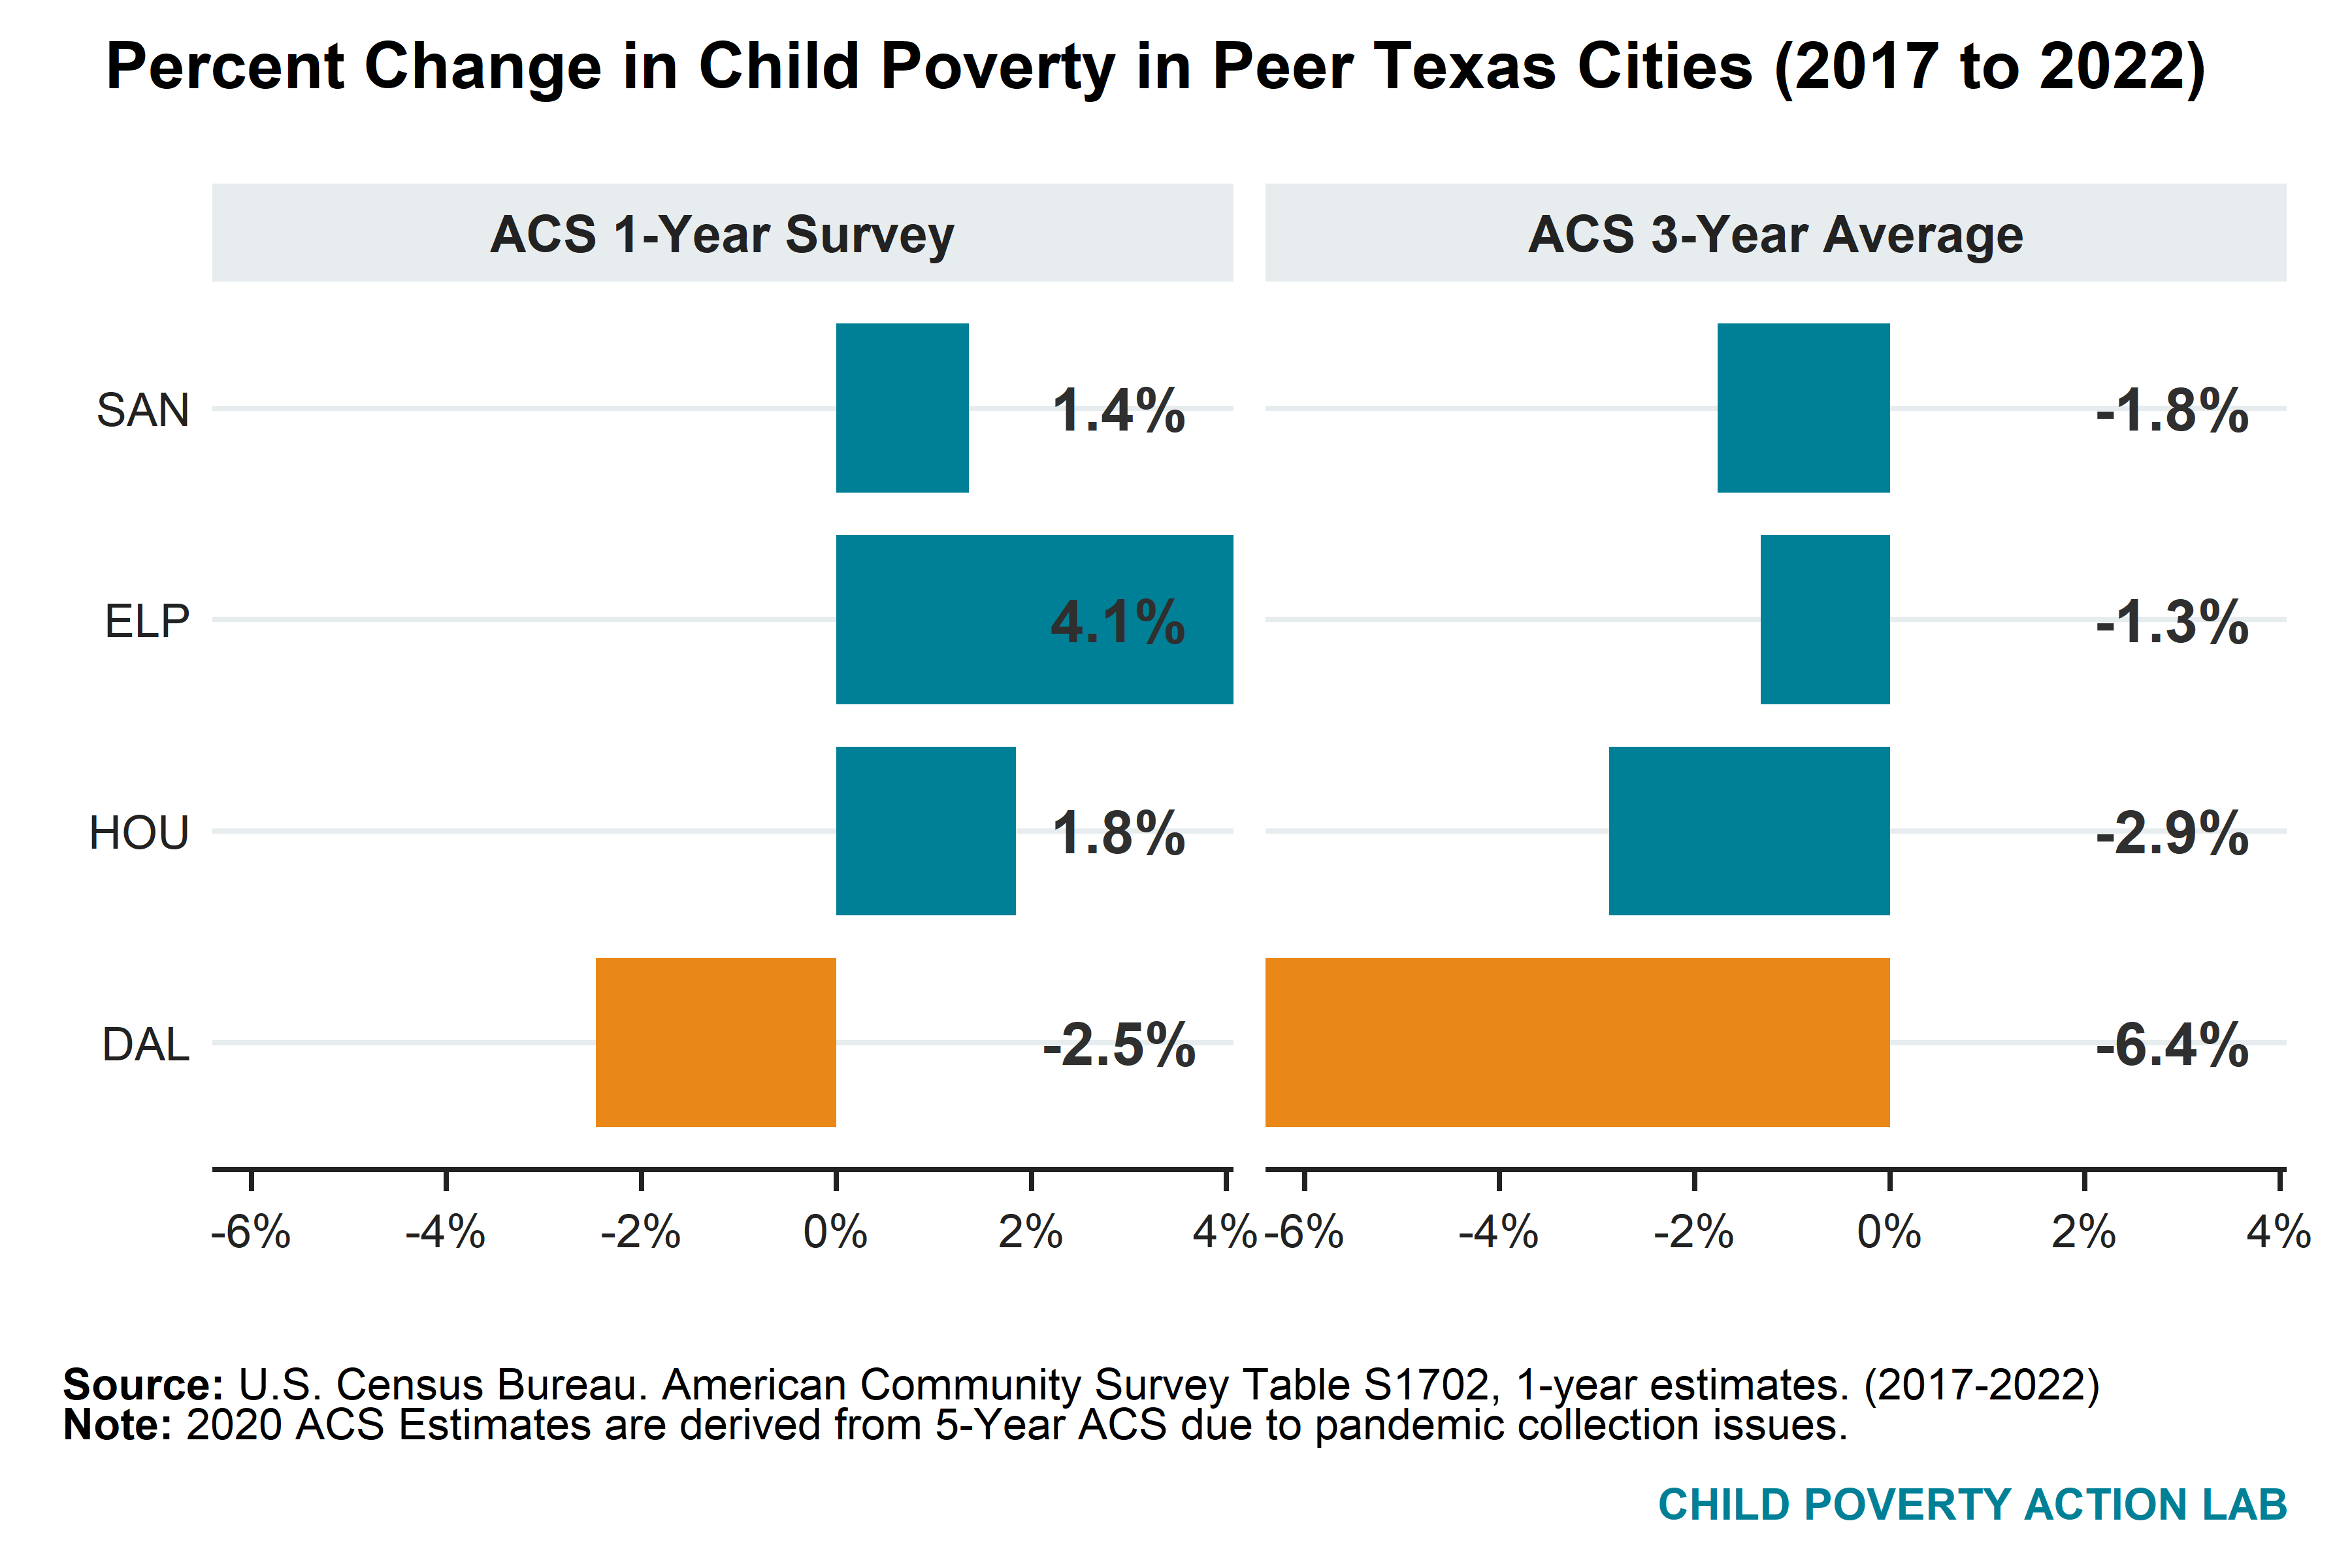 Percent Change in Child Poverty in Peer Texas Cities (2017 to 2022)
ACS 1-Year Survey
ACS 3-Year Average
SAN
1.4%
-1.8%
ELP
4.1%
-1.3%
HOU
1.8%
-2.9%
DAL
-2.5%
-6.4%
-6% -4% -2% 0% 2% 4%
-6% -4% -2% 0% 2% 4%
Source: U.S. Census Bureau. American Community Survey Table S1702, 1-year estimates. (2017-2022)
Note: 2020 ACS Estimates are derived from 5-Year ACS due to pandemic collection issues.
CHILD POVERTY ACTION LAB